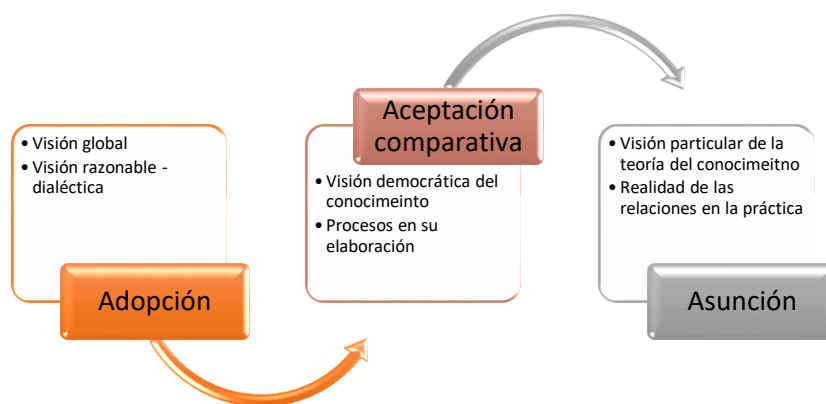 • Visión global
• Visión razonable -
dialéctica
Adopción
Aceptación
comparativa
• Visión democrática del
conocimeinto
• Procesos en su
elaboración
• Visión particular de la
teoría del conocimeitno
• Realidad de las
relaciones en la práctica
Asunción